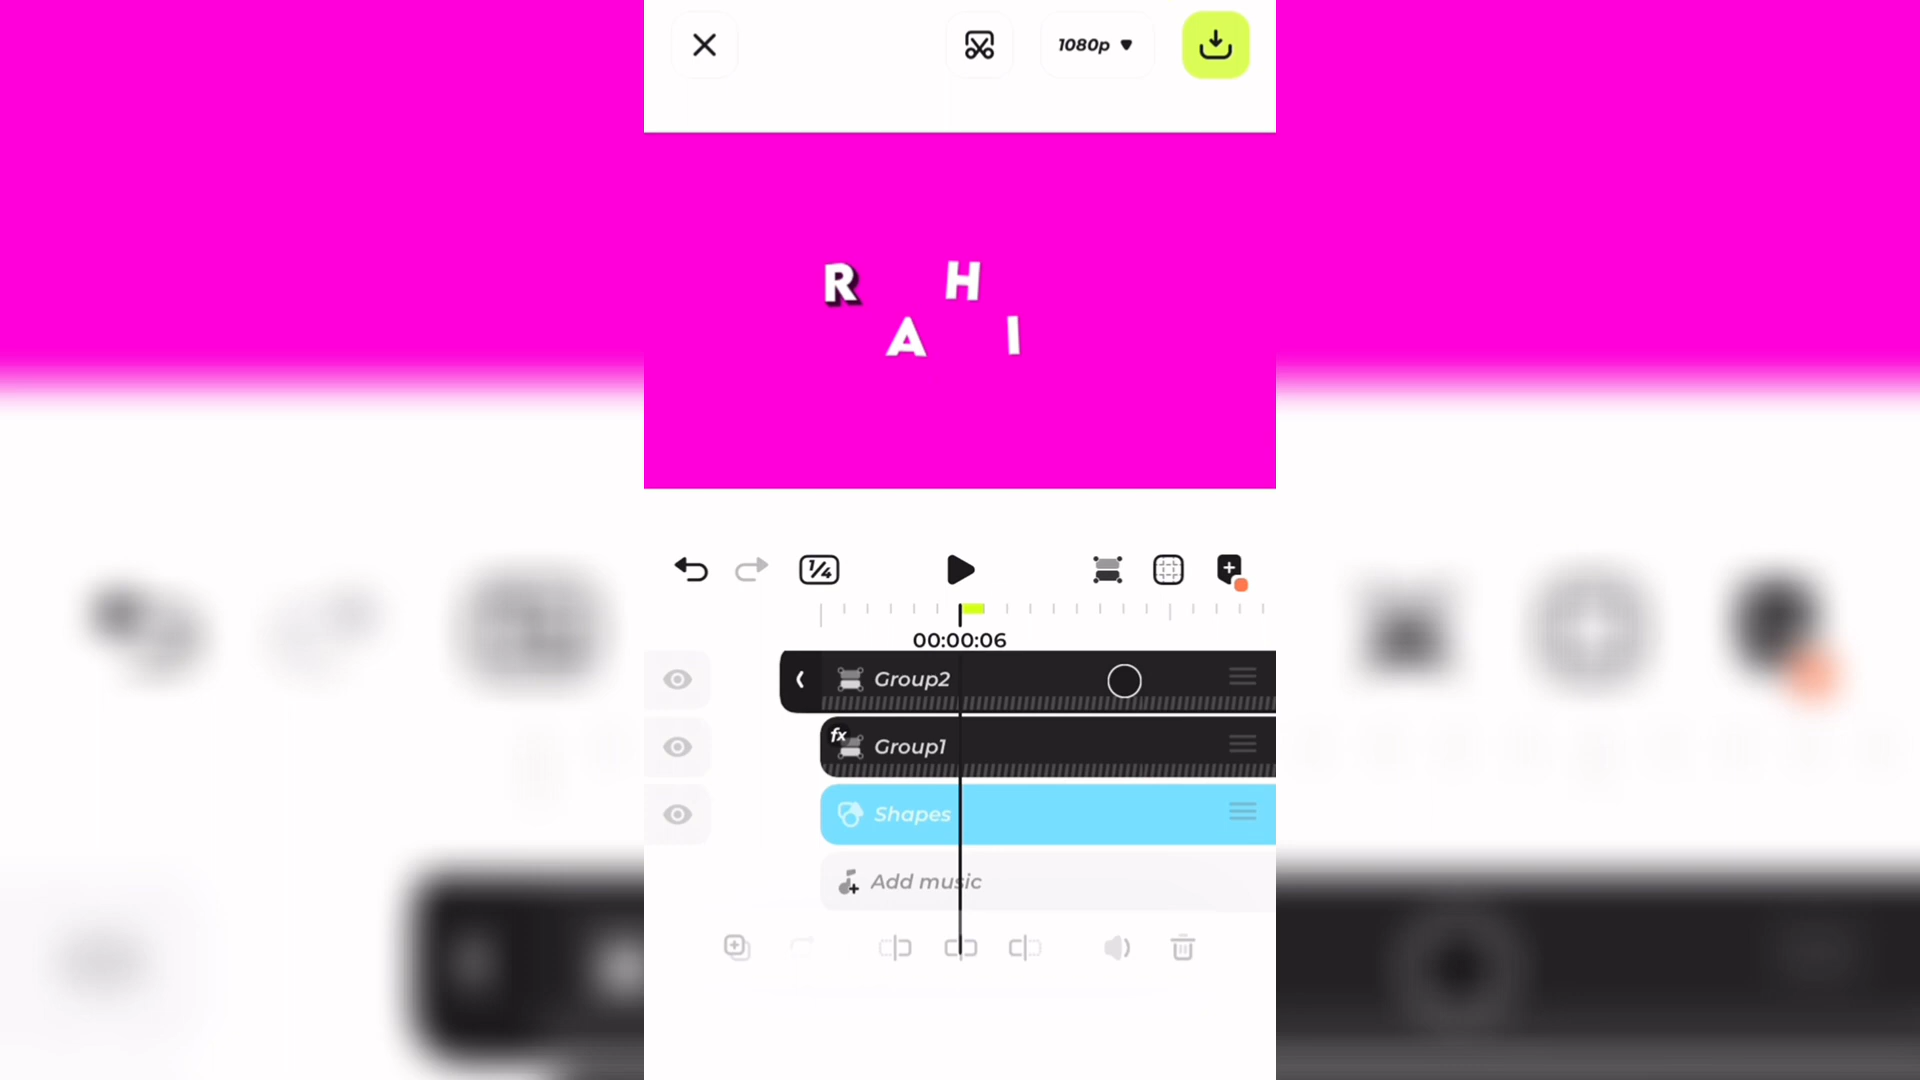 1080p
R H
A I
1/4
00:00:06
Group2
fx
Group1
Shapes
Add music